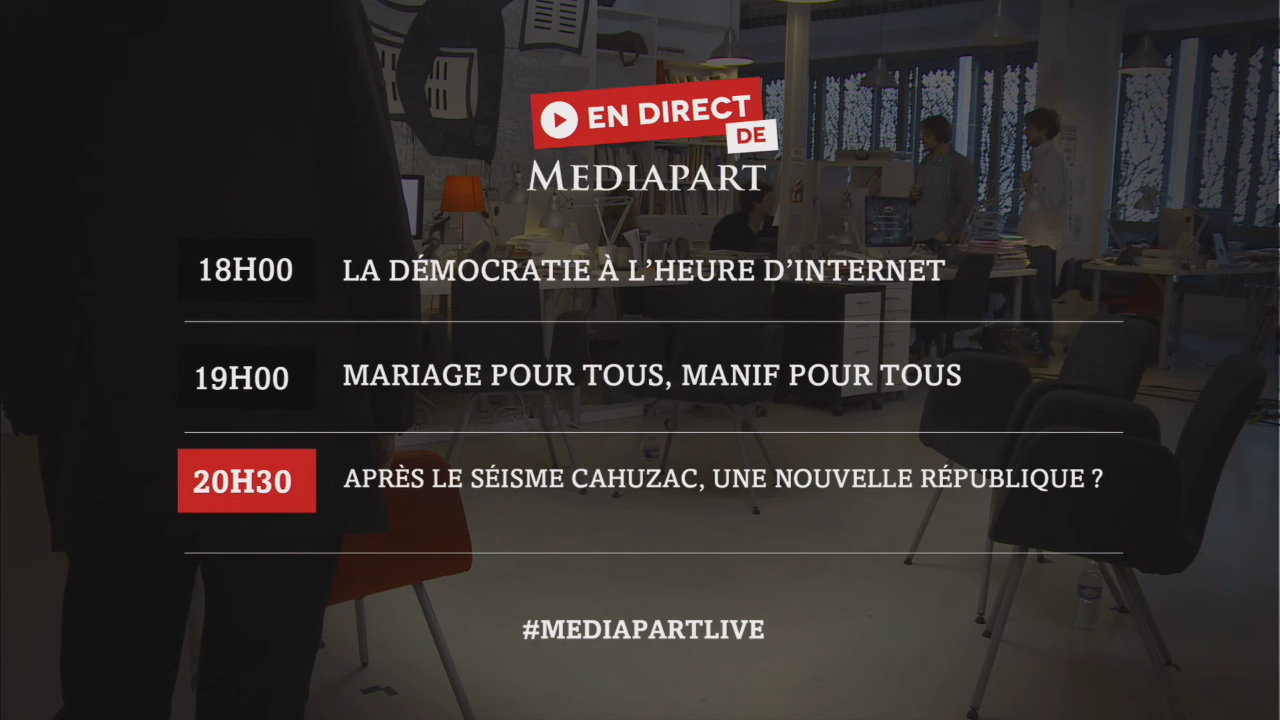 EN DIRECT
DE
MEDIAPART
18H00 LA DÉMOCRATIE À L’HEURE D’INTERNET
19H00 MARIAGE POUR TOUS, MANIF POUR TOUS
20H30 APRÈS LE SÉISME CAHUZAC, UNE NOUVELLE RÉPUBLIQUE ?
#MEDIAPARTLIVE